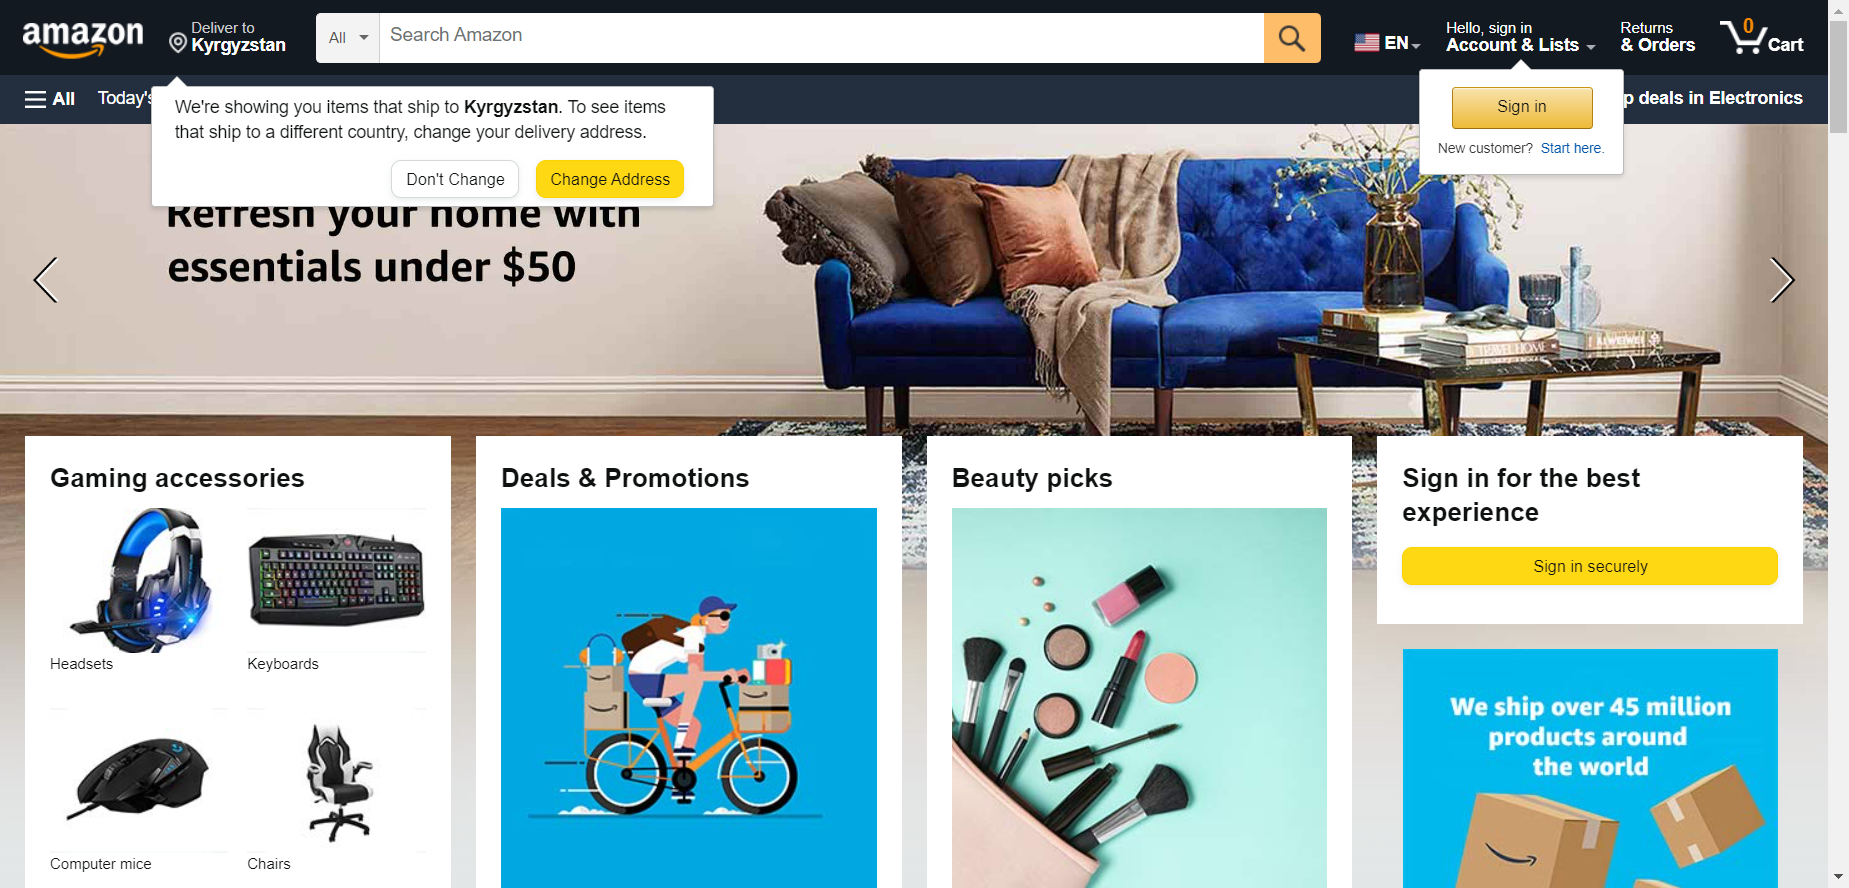 amazon
Deliver to
Kyrgyzstan
All
Search Amazon
EN
Hello, sign in
Account & Lists
Returns
& Orders
0
Cart
All
Today's
deals in Electronics
We're showing you items that ship to Kyrgyzstan. To see items
that ship to a different country, change your delivery address.
Don't Change
Change Address
Sign in
New customer? Start here.
Refresh your home with
essentials under $50
TRAVEL HOME
AI WEIWEI
Gaming accessories
Headsets
Keyboards
Computer mice
Chairs
Deals & Promotions
Beauty picks
Sign in for the best
experience
Sign in securely
We ship over 45 million
products around
the world